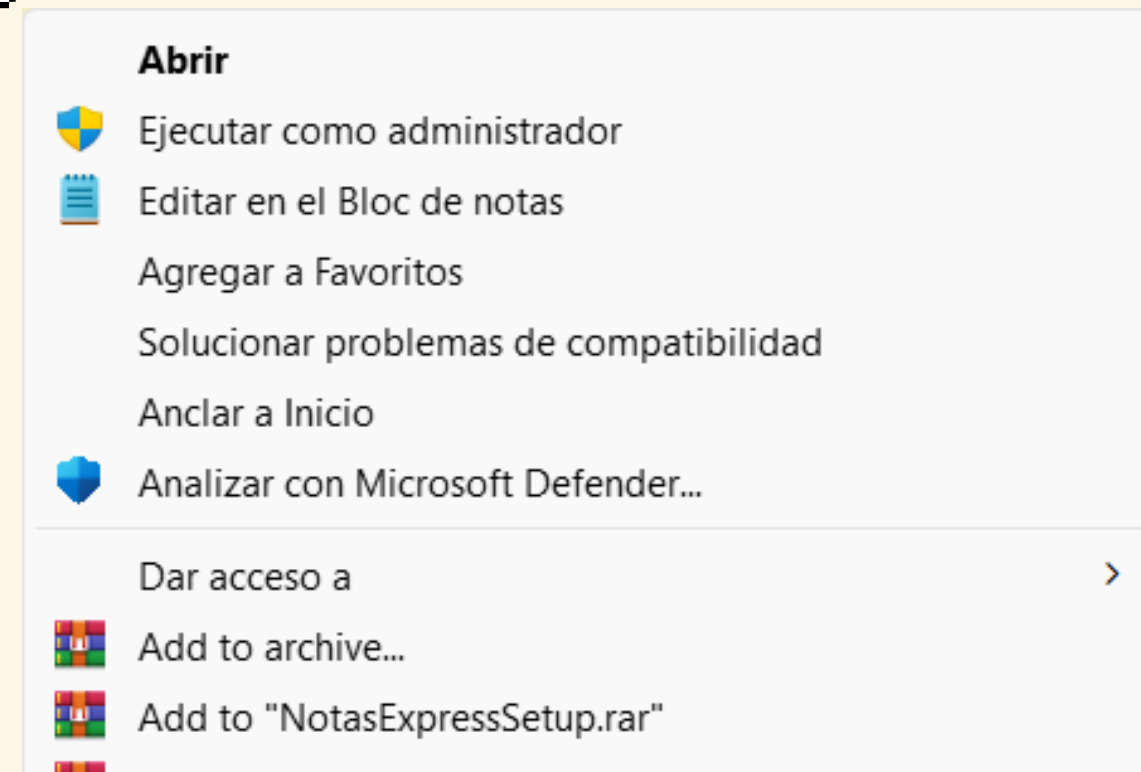 Abrir
Ejecutar como administrador
Editar en el Bloc de notas
Agregar a Favoritos
Solucionar problemas de compatibilidad
Anclar a Inicio
Analizar con Microsoft Defender...
Dar acceso a
Add to archive...
Add to "NotasExpressSetup.rar"